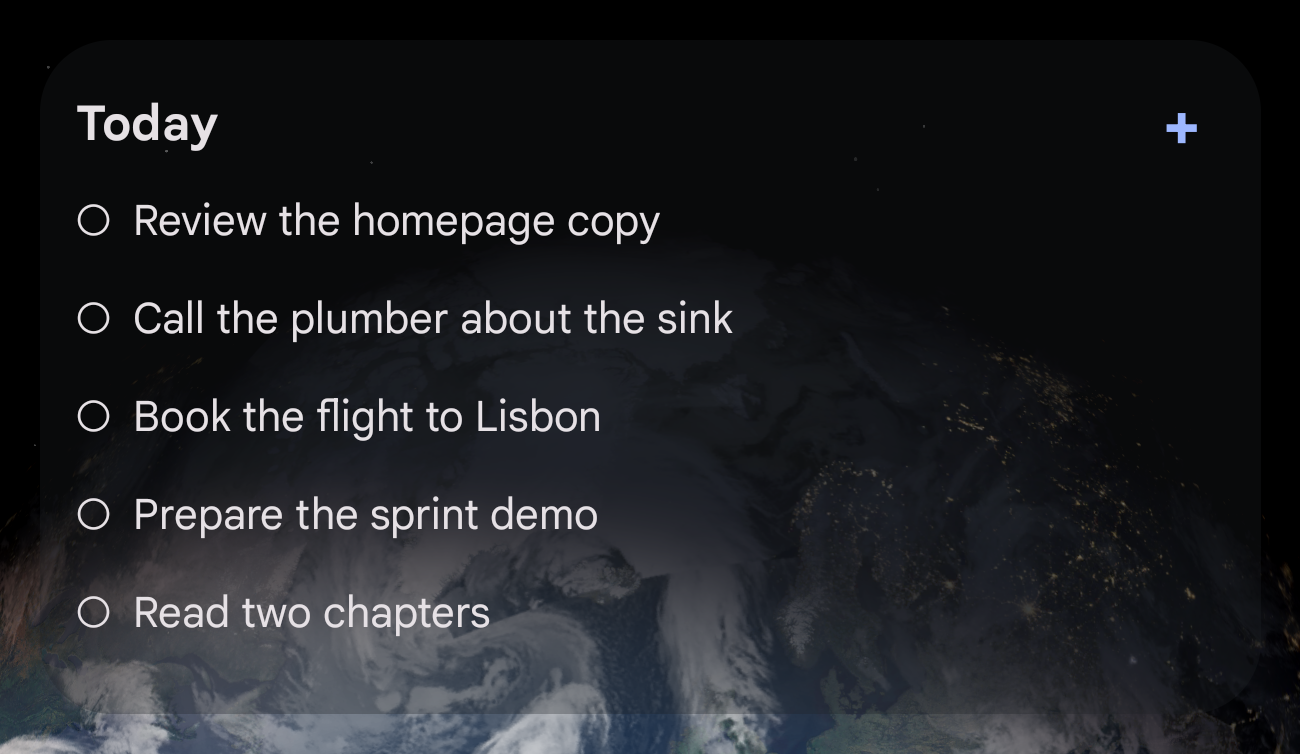 Today
Review the homepage copy
Call the plumber about the sink
Book the flight to Lisbon
Prepare the sprint demo
Read two chapters